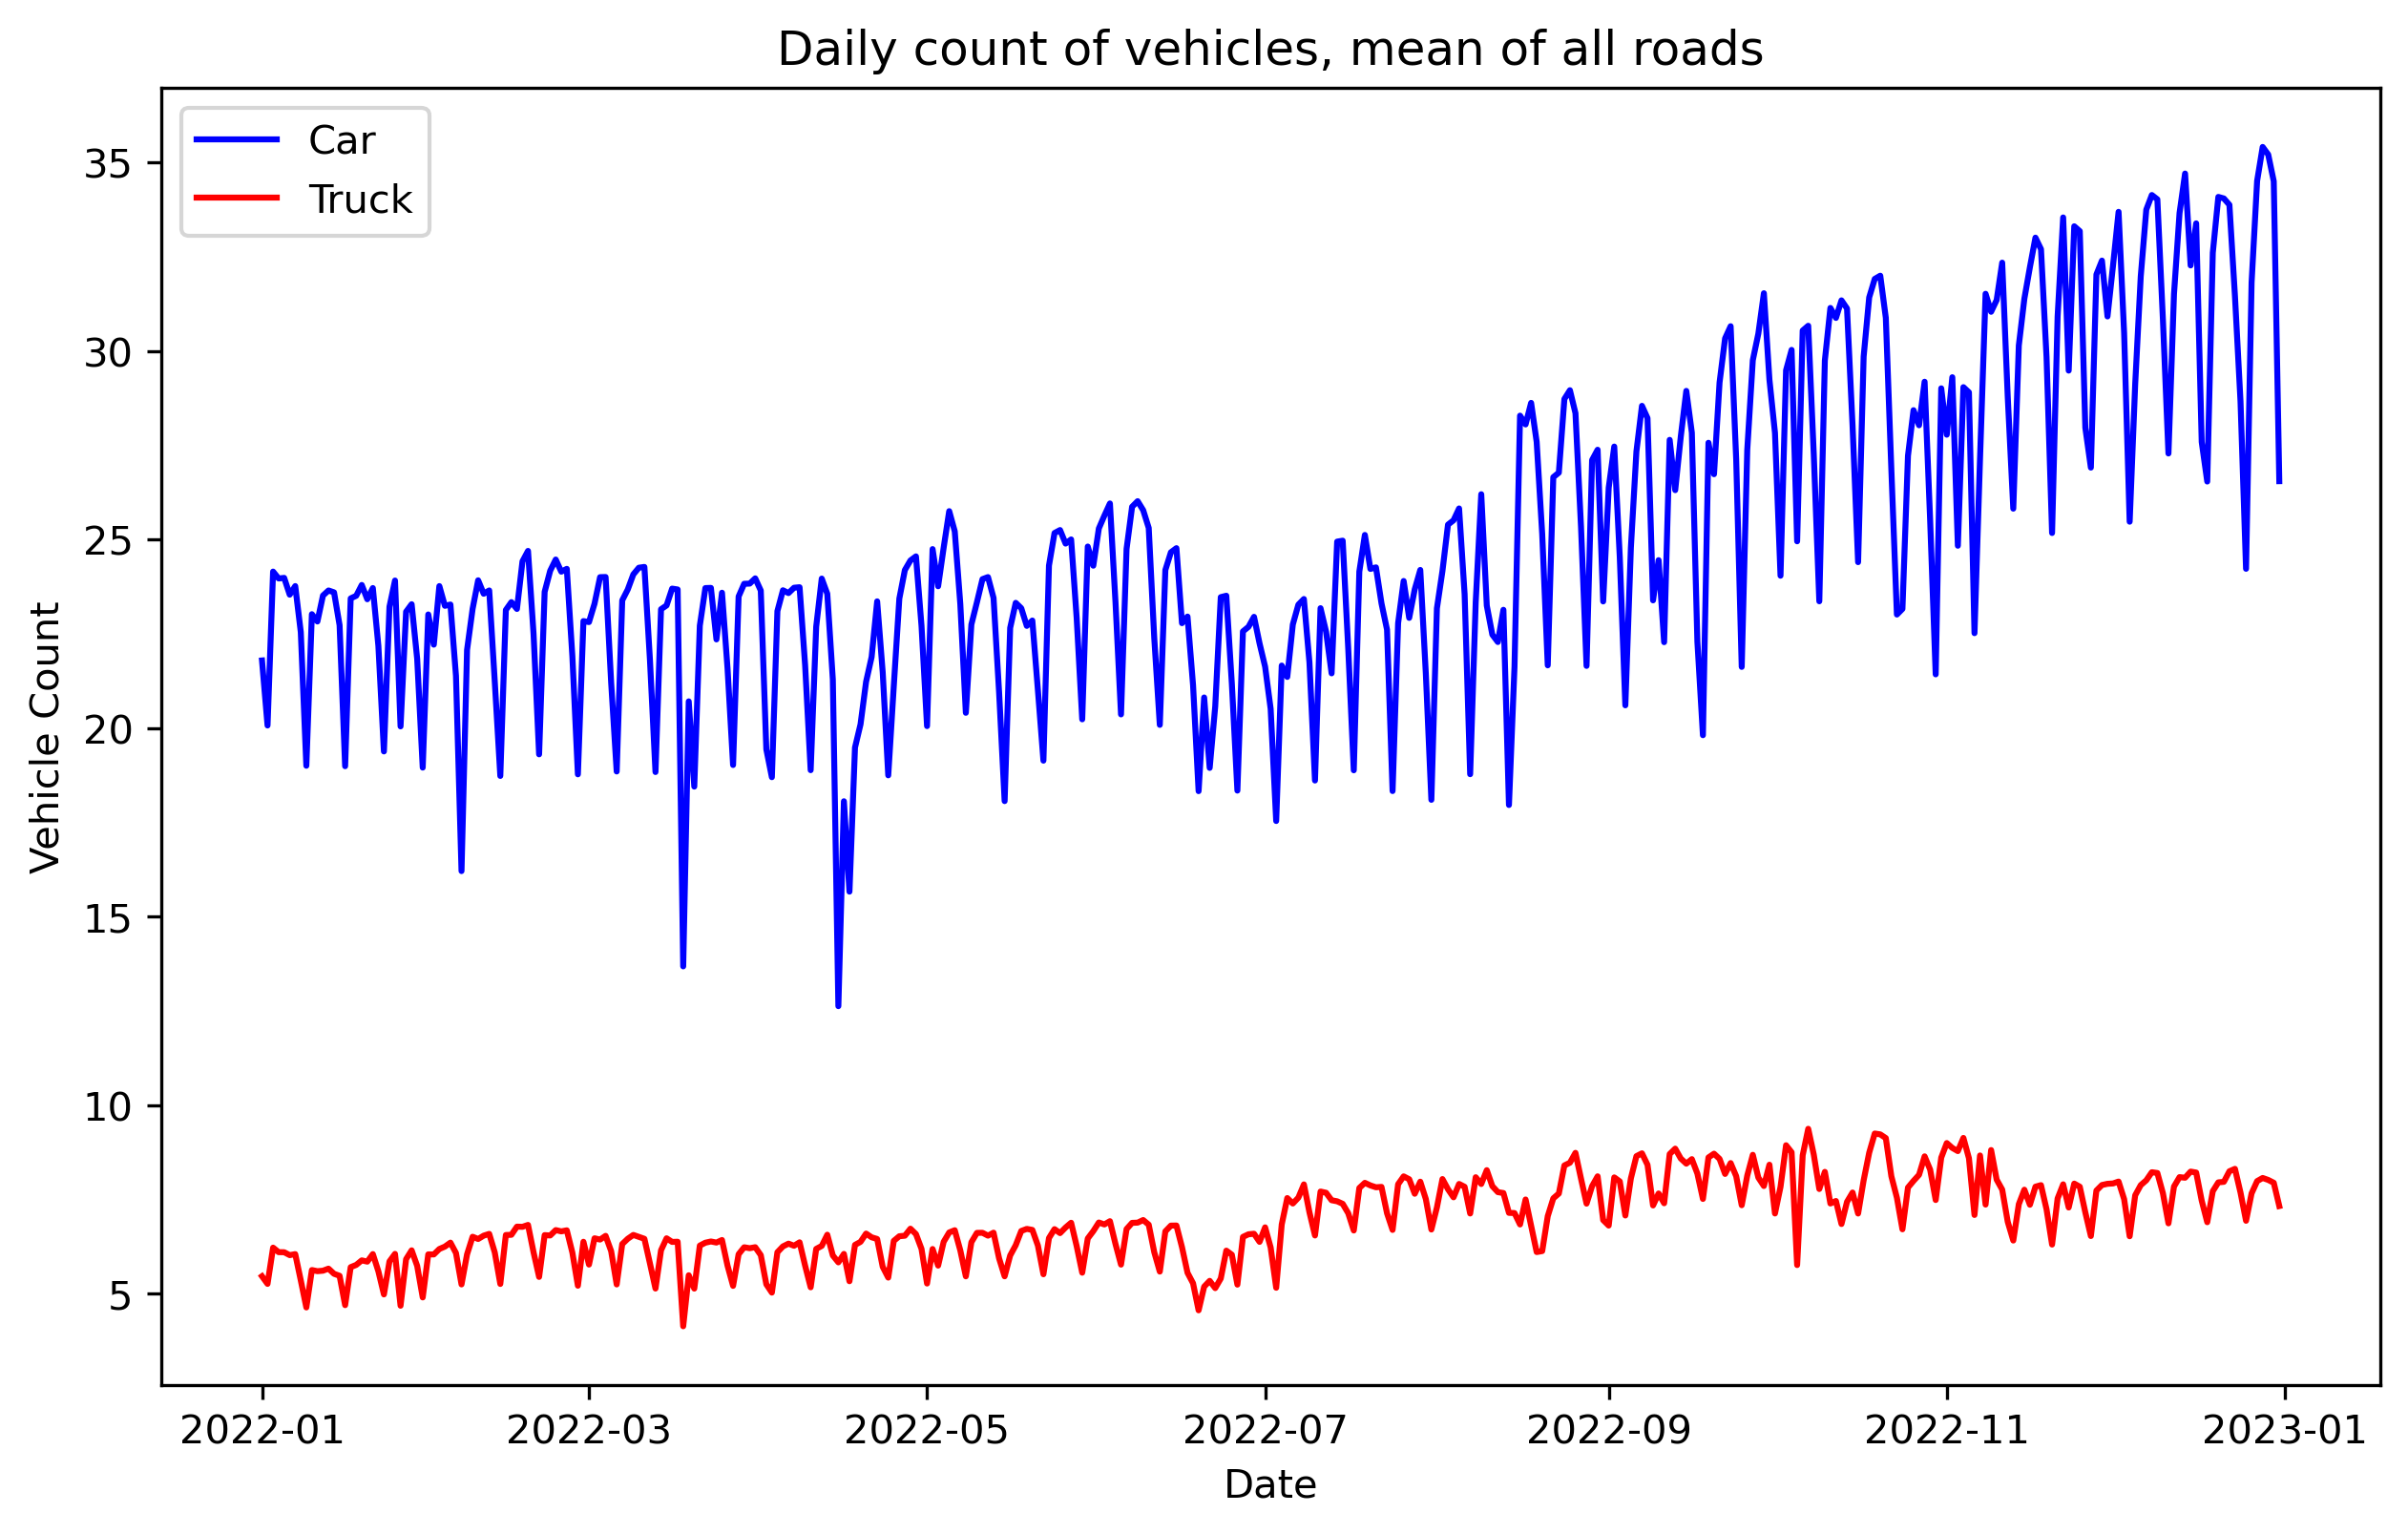 Daily count of vehicles, mean of all roads
Car
Truck
35
30
25
20
15
10
5
Vehicle Count
2022-01 2022-03 2022-05 2022-07 2022-09 2022-11 2023-01
Date